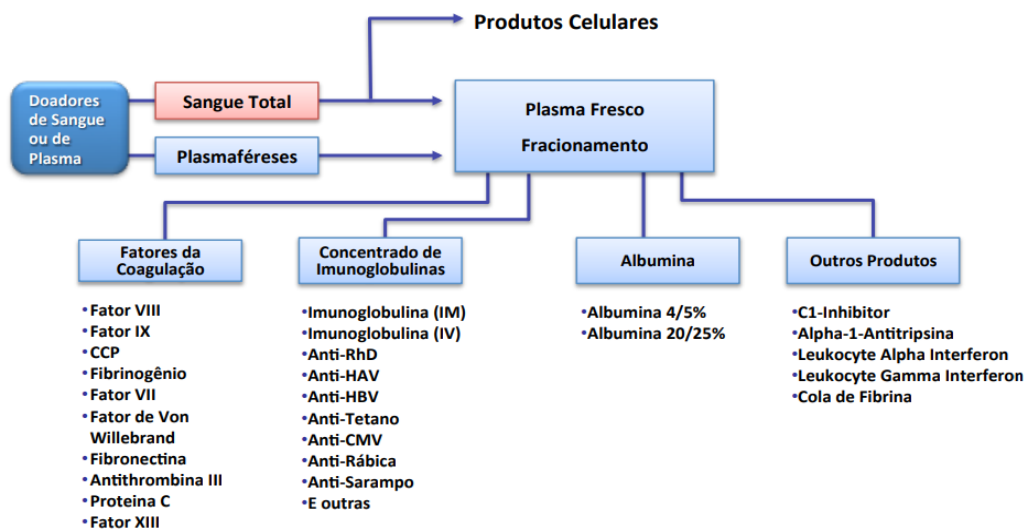 Produtos Celulares
Doadores
de Sangue
ou de
Plasma
Sangue Total
Plasmaféreses
Plasma Fresco
Fracionamento
Fatores da
Coagulação
•Fator VIII
•Fator IX
•CCP
•Fibrinogênio
•Fator VII
•Fator de Von
Willebrand
•Fibronectina
•Antithrombina III
•Proteina C
•Fator XIII
Concentrado de
Imunoglobulinas
•Imunoglobulina (IM)
•Imunoglobulina (IV)
•Anti-RhD
•Anti-HAV
•Anti-HBV
•Anti-Tetano
•Anti-CMV
•Anti-Rábica
•Anti-Sarampo
•E outras
Albumina
•Albumina 4/5%
•Albumina 20/25%
Outros Produtos
•C1-Inhibitor
•Alpha-1-Antitripsina
•Leukocyte Alpha Interferon
•Leukocyte Gamma Interferon
•Cola de Fibrina